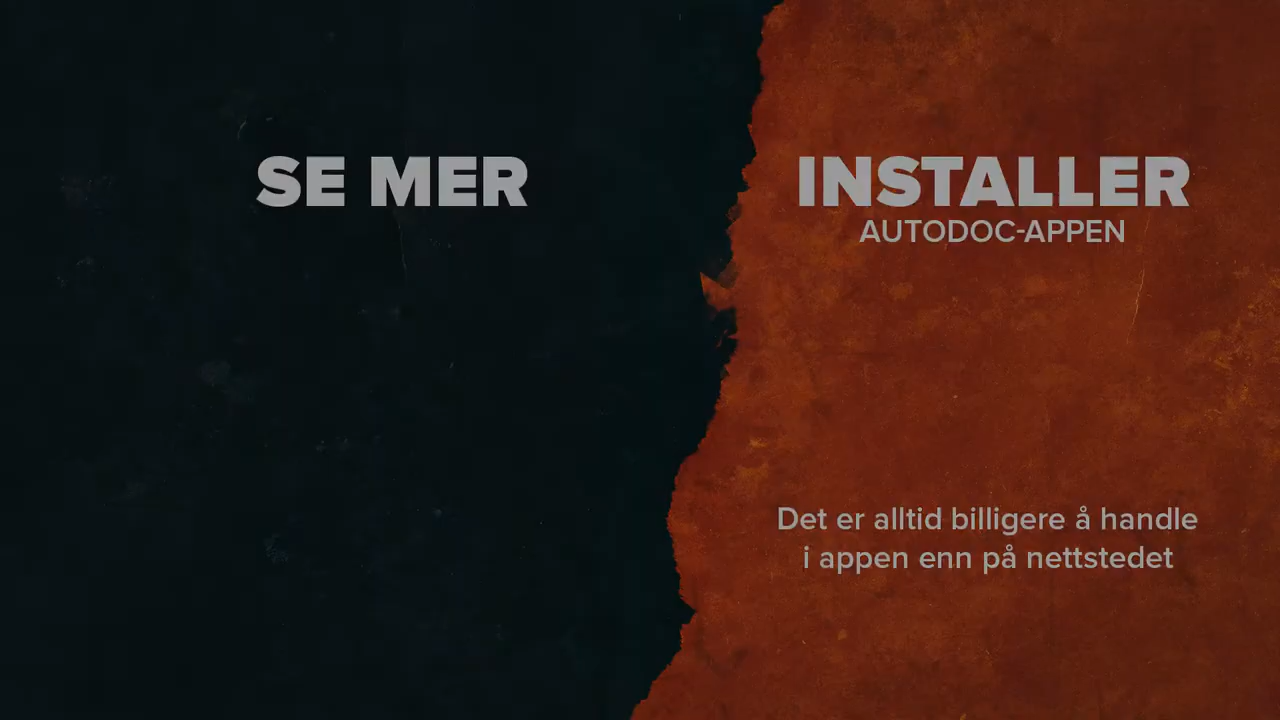 SE MER
INSTALLER
AUTODOC-APPEN
Det er alltid billigere å handle
i appen enn på nettstedet